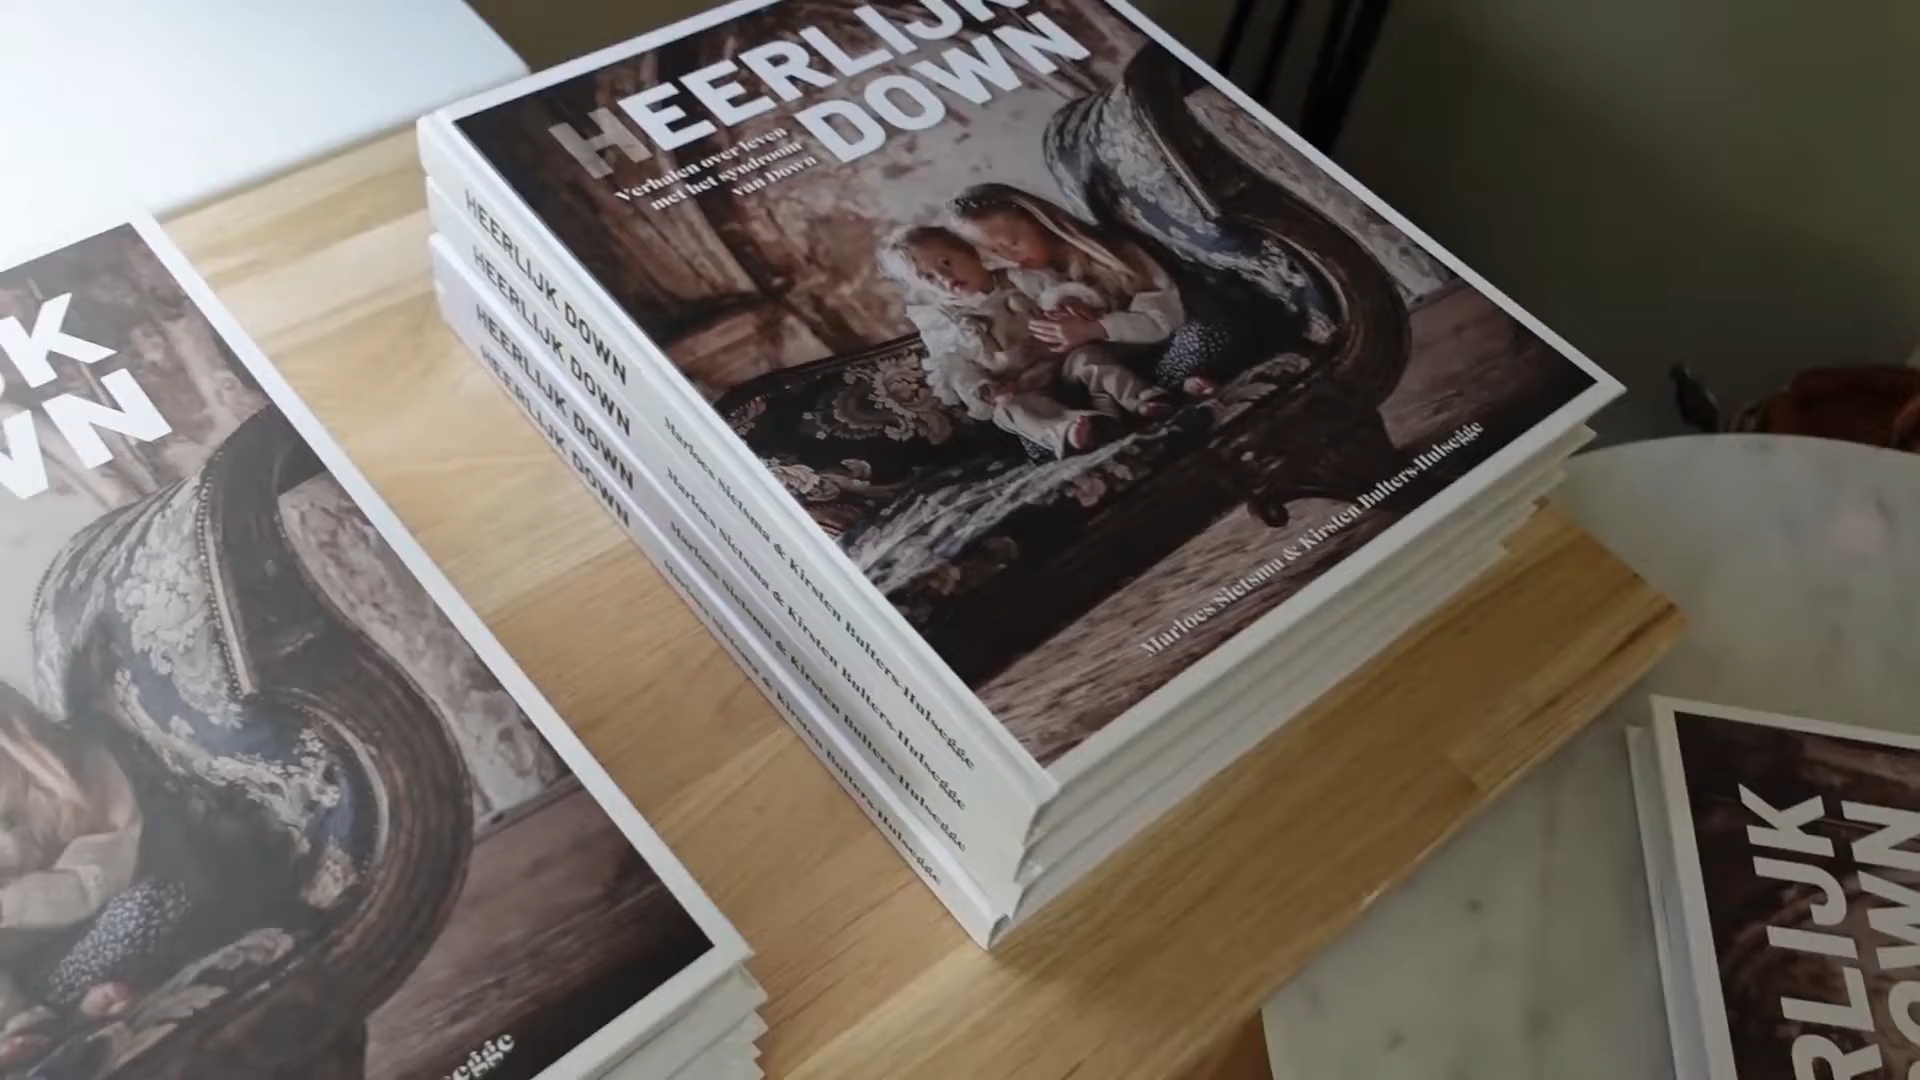 HEERLIJK
DOWN
Verhalen over leven
met het syndroom
van Down
Marloes Sietsma & Kirsten Bulters-Hulsegge
HEERLIJK DOWN Marloes Sietsma & Kirsten Bulters-Hulsegge
HEERLIJK DOWN Marloes Sietsma & Kirsten Bulters-Hulsegge
HEERLIJK DOWN Marloes Sietsma & Kirsten Bulters-Hulsegge
HEERLIJK DOWN Marloes Sietsma & Kirsten Bulters-Hulsegge
JK
WN
segge
RLIJK
OWN